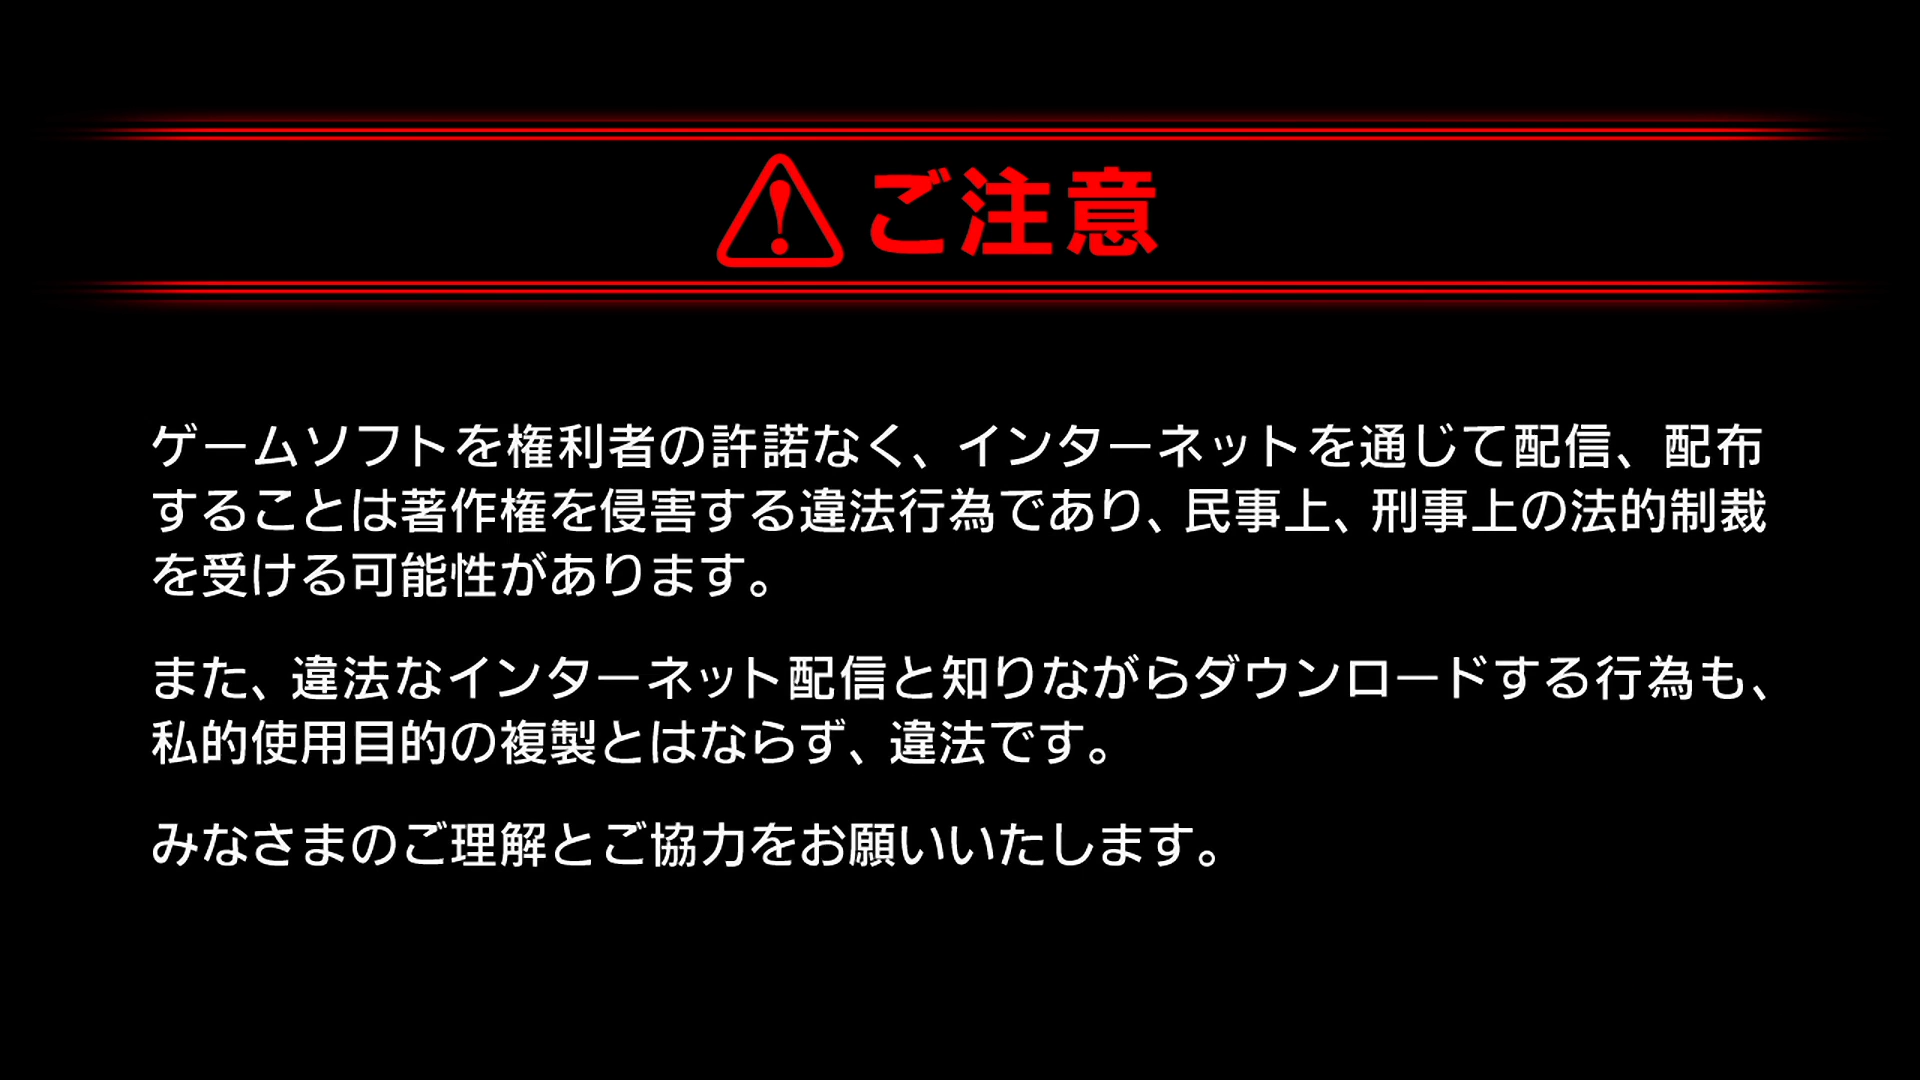 ご注意
ゲームソフトを権利者の許諾なく、インターネットを通じて配信、配布
することは著作権を侵害する違法行為であり、民事上、刑事上の法的制裁
を受ける可能性があります。
また、違法なインターネット配信と知りながらダウンロードする行為も、
私的使用目的の複製とはならず、違法です。
みなさまのご理解とご協力をお願いいたします。